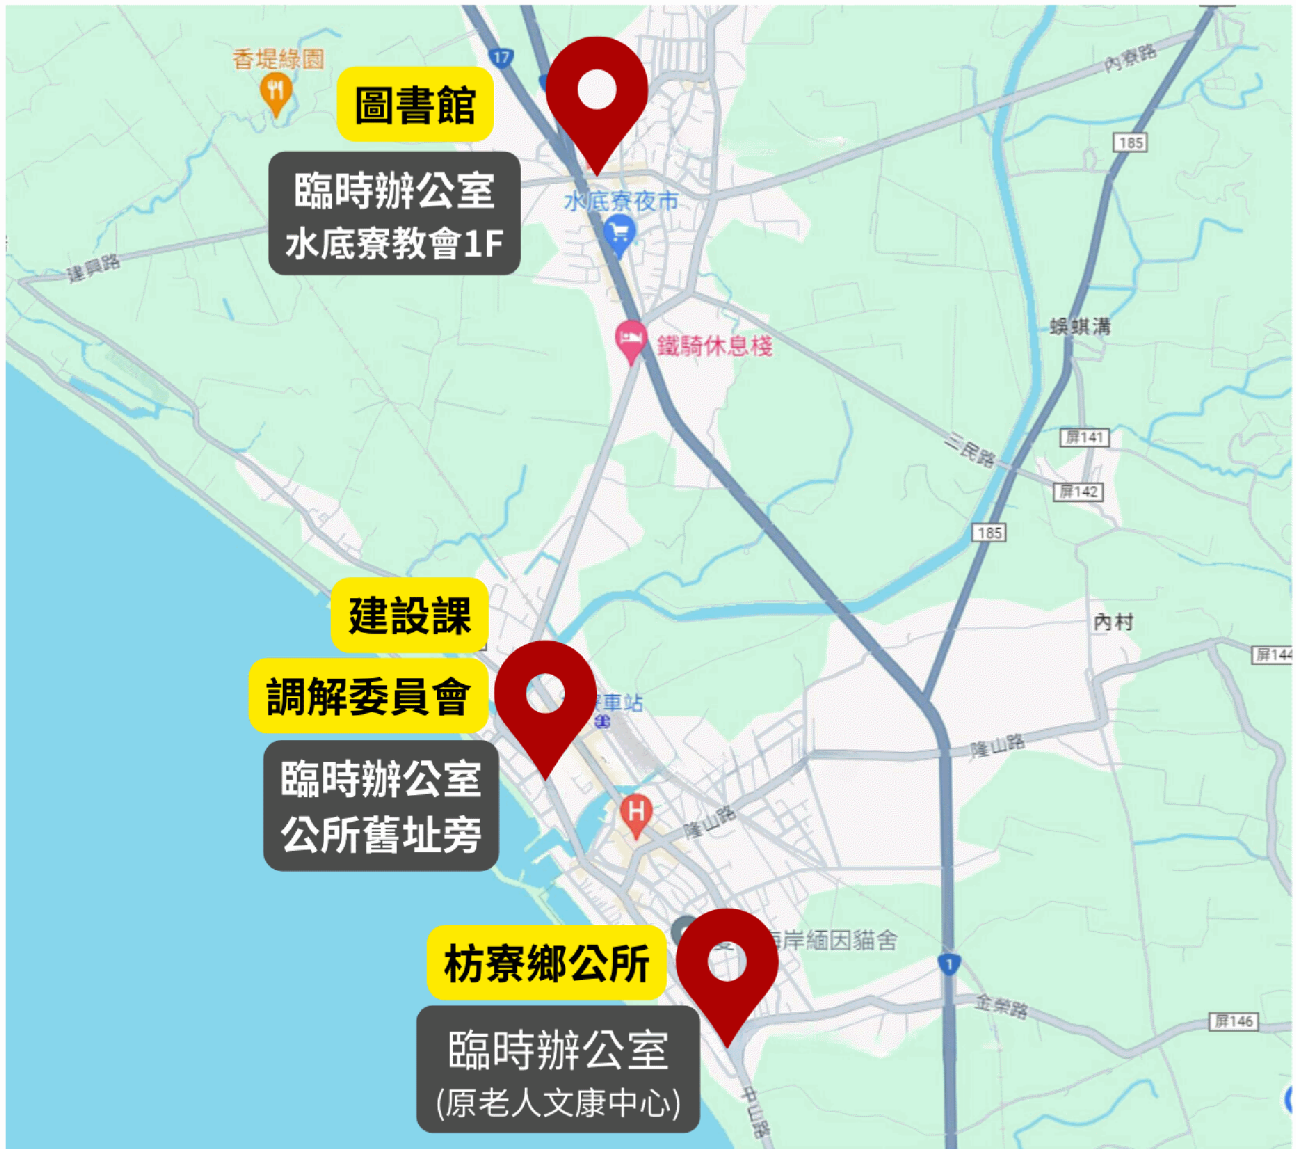 香堤綠園
17
圖書館
內寮路
185
臨時辦公室
水底寮教會1F
水底寮夜市
建興路
蜈蜞溝
鐵騎休息棧
屏141
三民路
屏142
185
建設課
內村
屏144
調解委員會
車站
隆山路
臨時辦公室
公所舊址旁
H
隆山路
枋寮鄉公所
海岸緬因貓舍
1
金榮路
屏146
臨時辦公室
(原老人文康中心)
中山路